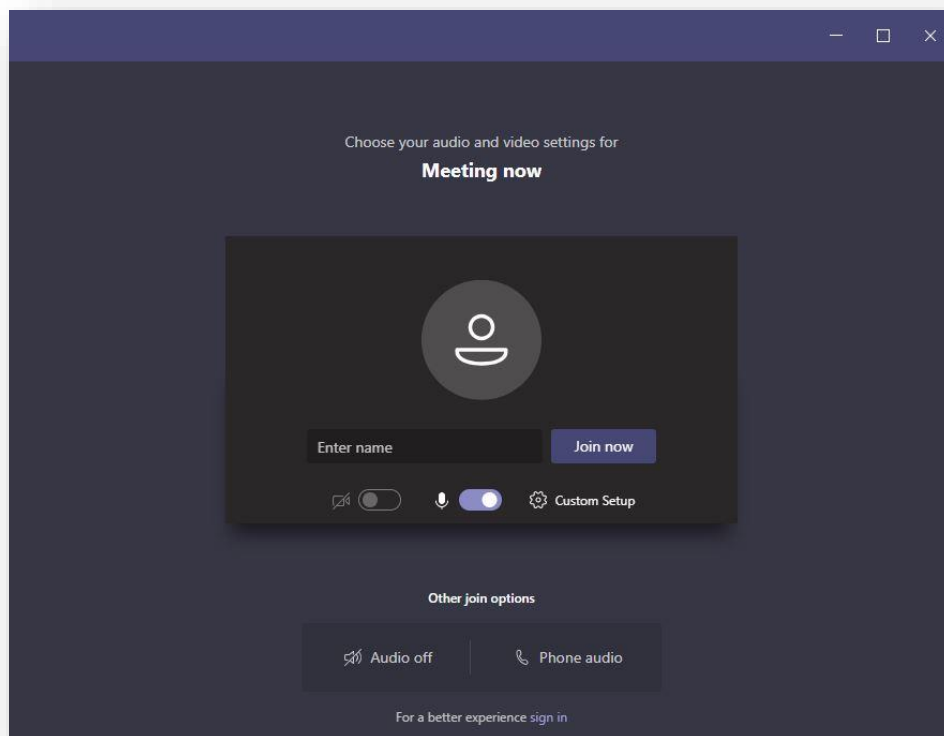 Choose your audio and video settings for
Meeting now
Enter name
Join now
Custom Setup
Other join options
Audio off
Phone audio
For a better experience sign in